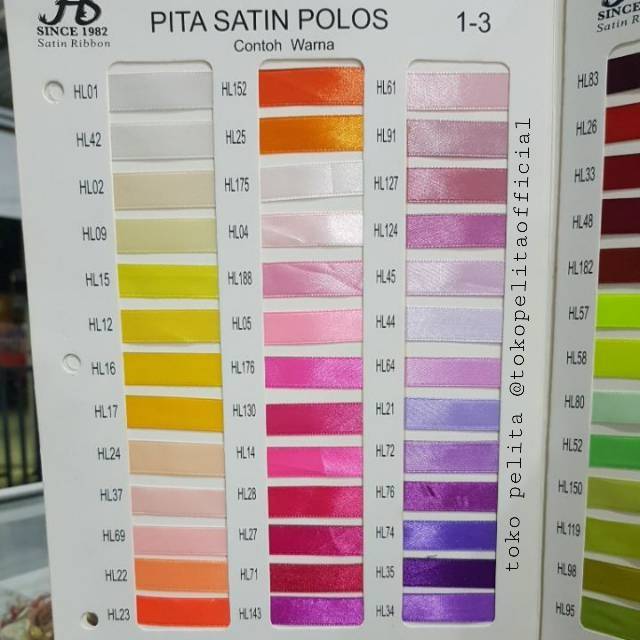 SINCE 1982
Satin Ribbon
PITA SATIN POLOS
1-3
Contoh Warna
HL01
HL42
HL02
HL09
HL15
HL12
HL16
HL17
HL24
HL37
HL69
HL22
HL23
HL152
HL25
HL175
HL04
HL188
HL05
HL176
HL130
HL14
HL28
HL27
HL71
HL143
HL61
HL91
HL127
HL124
HL45
HL44
HL64
HL21
HL72
HL76
HL74
HL35
HL34
toko pelita @tokopelitaofficial
SINCE
Satin R
HL83
HL26
HL33
HL48
HL182
HL57
HL58
HL80
HL52
HL150
HL119
HL98
HL95